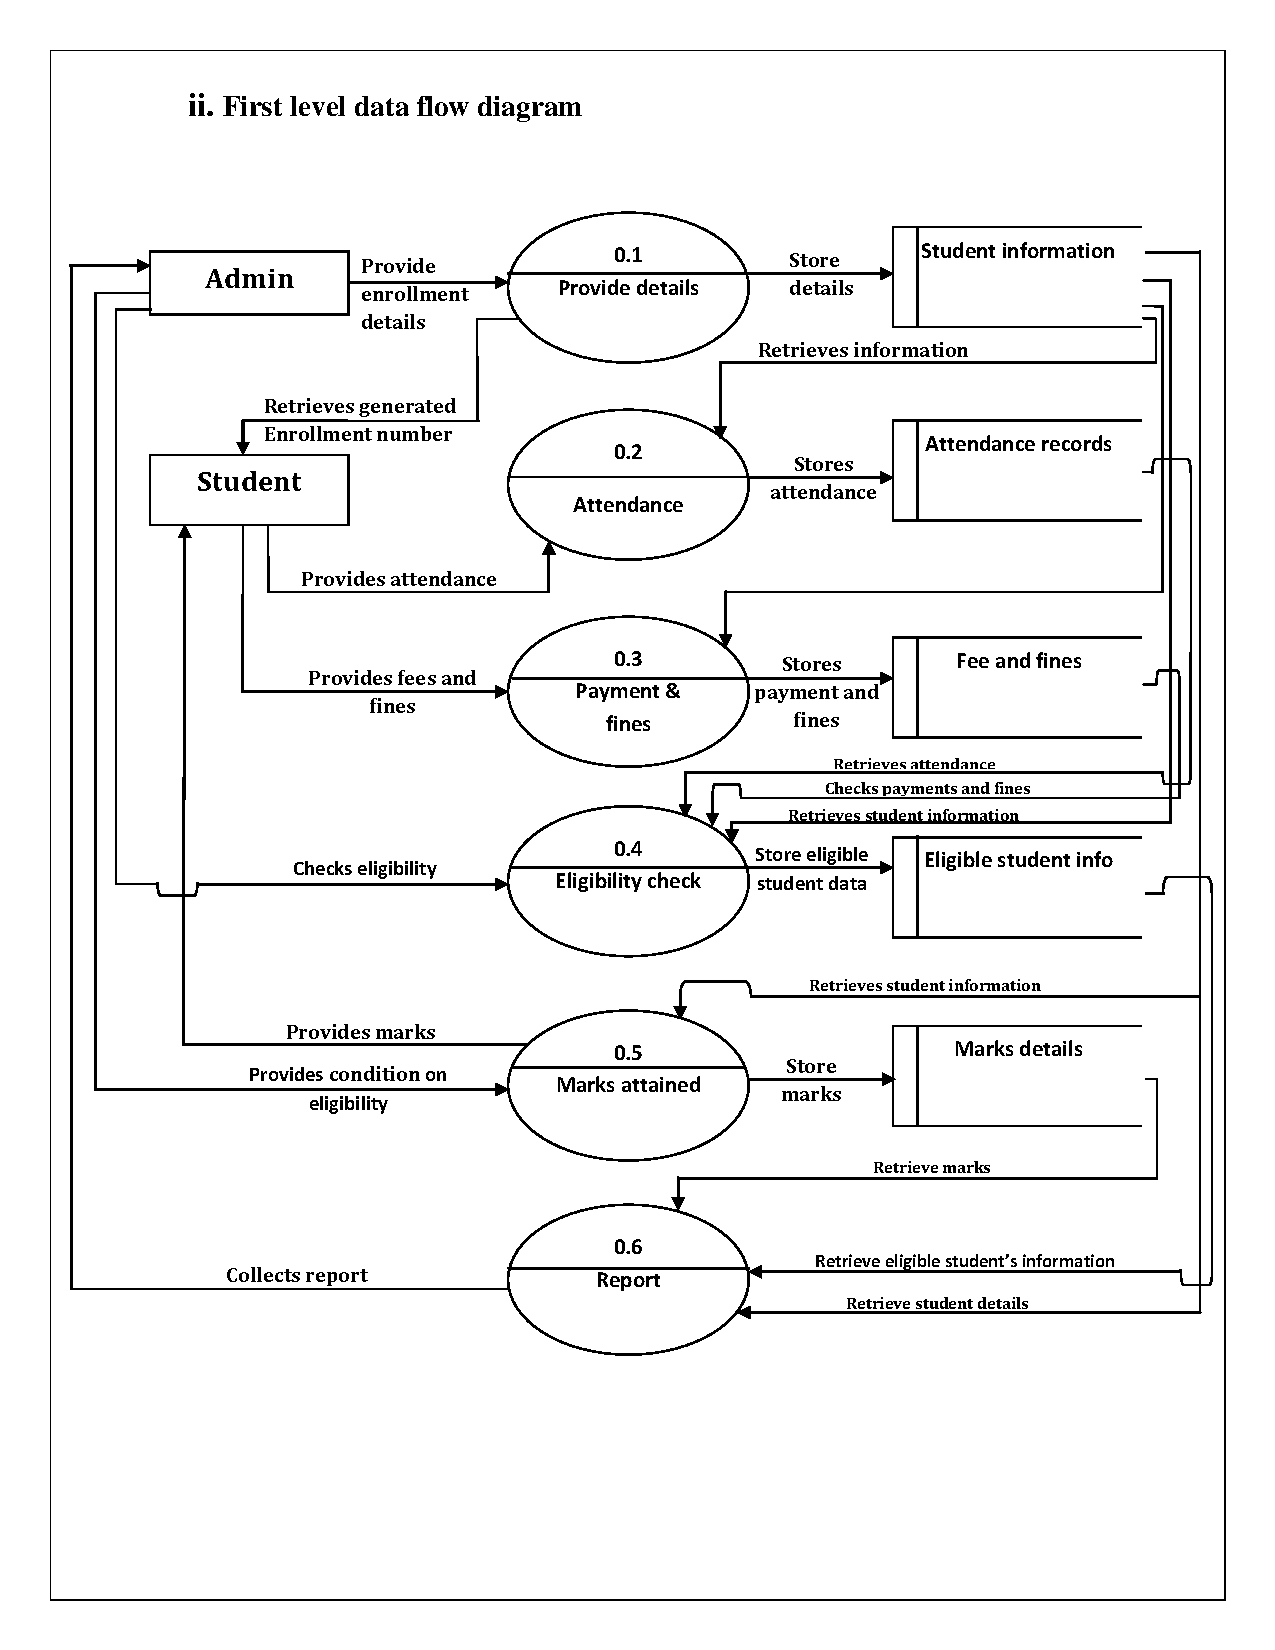 ii. First level data flow diagram
0.1
Provide details
Admin
Provide
enrollment
details
Store
details
Student information
Retrieves information
Retrieves generated
Enrollment number
Student
0.2
Attendance
Stores
attendance
Attendance records
Provides attendance
0.3
Payment &
fines
Provides fees and
fines
Stores
payment and
fines
Fee and fines
Retrieves attendance
Checks payments and fines
Retrieves student information
0.4
Eligibility check
Checks eligibility
Store eligible
student data
Eligible student info
Retrieves student information
Provides marks
0.5
Marks attained
Provides condition on
eligibility
Store
marks
Marks details
Retrieve marks
0.6
Report
Collects report
Retrieve eligible student's information
Retrieve student details